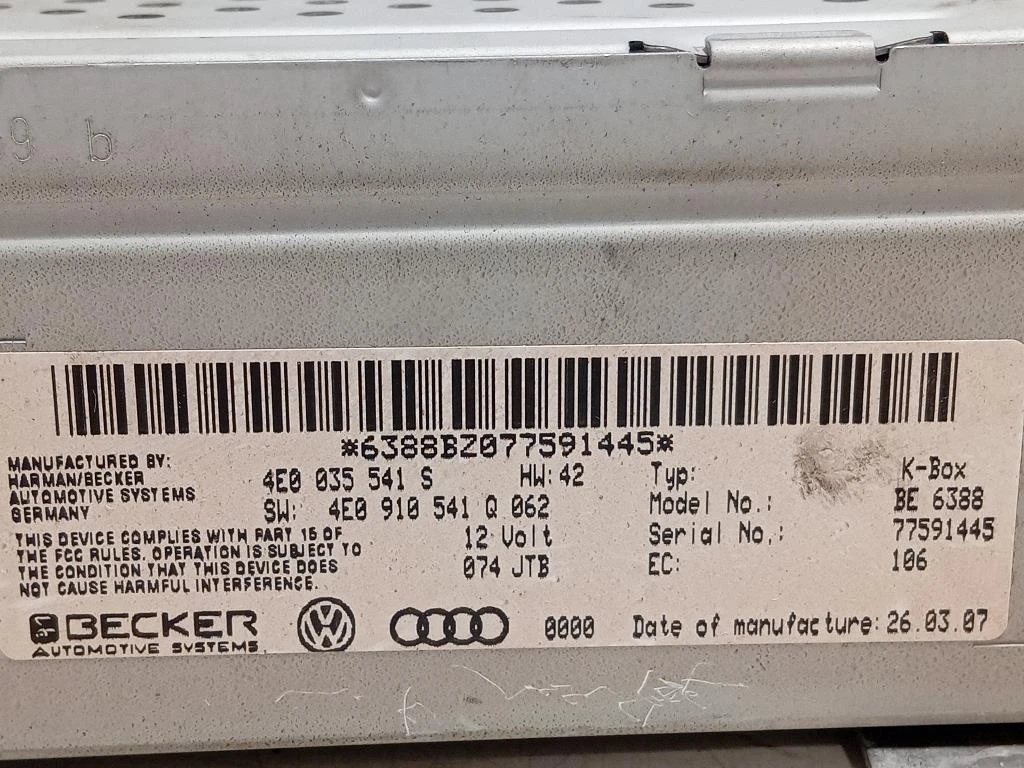 9 b
*6388BZ077591445*
MANUFACTURED BY:
HARMAN/BECKER
AUTOMOTIVE SYSTEMS
GERMANY
4E0 035 541 S HW: 42
SW: 4E0 910 541 Q 062
12 Volt
074 JTB
Typ: K-Box
Model No.: BE 6388
Serial No.: 77591445
EC: 106
THIS DEVICE COMPLIES WITH PART 15 OF
THE FCC RULES. OPERATION IS SUBJECT TO
THE CONDITION THAT THIS DEVICE DOES
NOT CAUSE HARMFUL INTERFERENCE.
BECKER
AUTOMOTIVE SYSTEMS
VW
0000 Date of manufacture: 26.03.07